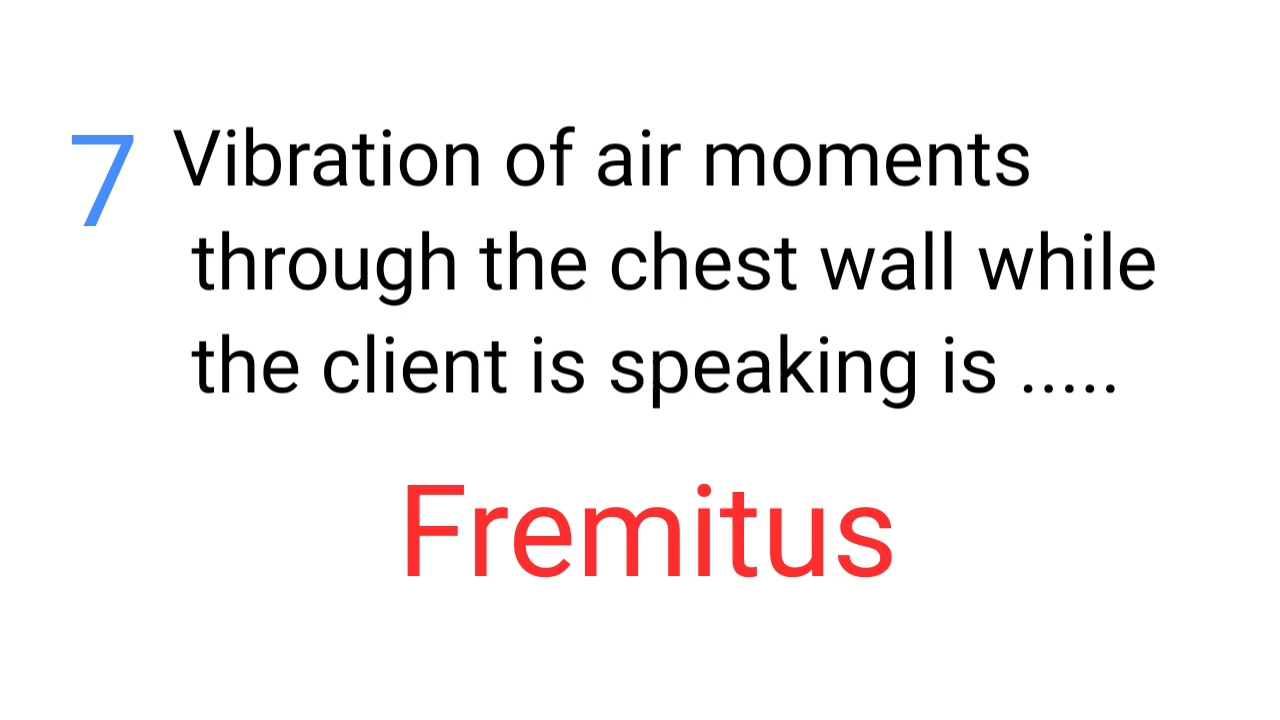 7 Vibration of air moments
through the chest wall while
the client is speaking is .....
Fremitus